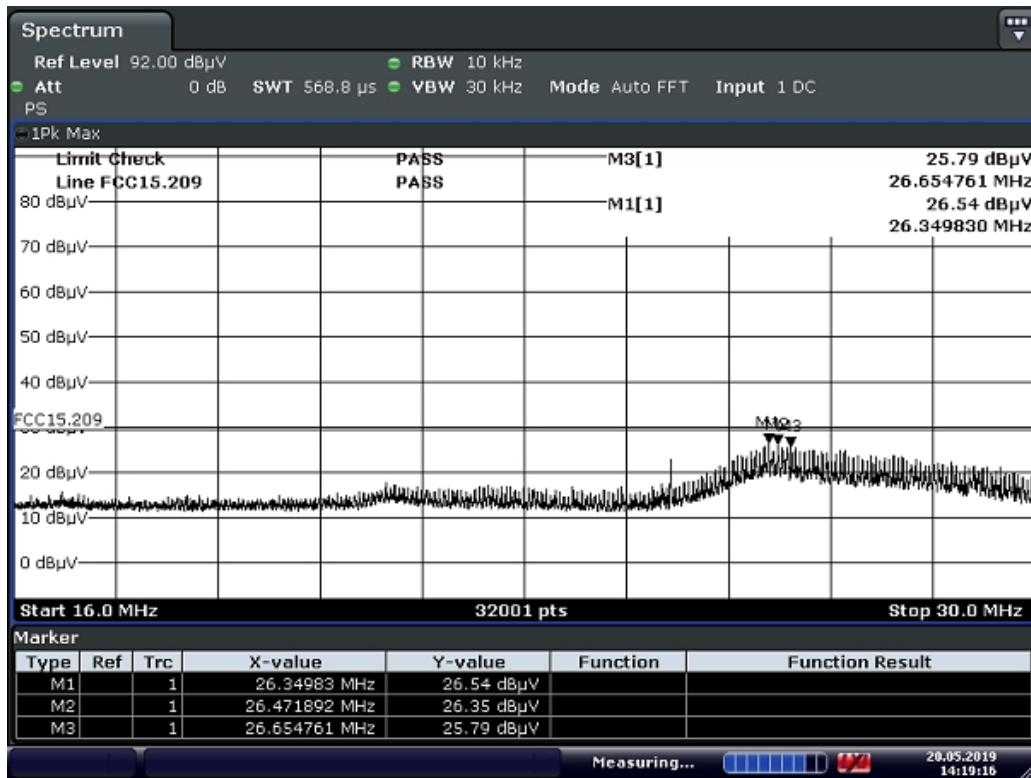 Spectrum
Ref Level 92.00 dBµV RBW 10 kHz
Att 0 dB SWT 568.8 µs VBW 30 kHz Mode Auto FFT Input 1 DC
PS
1Pk Max
Limit Check PASS M3[1] 25.79 dBµV
Line FCC15.209 PASS 26.654761 MHz
80 dBµV M1[1] 26.54 dBµV
26.349830 MHz
70 dBµV
60 dBµV
50 dBµV
40 dBµV
FCC15.209
M1 M2 M3
20 dBµV
10 dBµV
0 dBµV
Start 16.0 MHz 32001 pts Stop 30.0 MHz
Marker
Type Ref Trc X-value Y-value Function Function Result
M1 1 26.34983 MHz 26.54 dBµV
M2 1 26.471892 MHz 26.35 dBµV
M3 1 26.654761 MHz 25.79 dBµV
Measuring... 20.05.2019
14:19:16